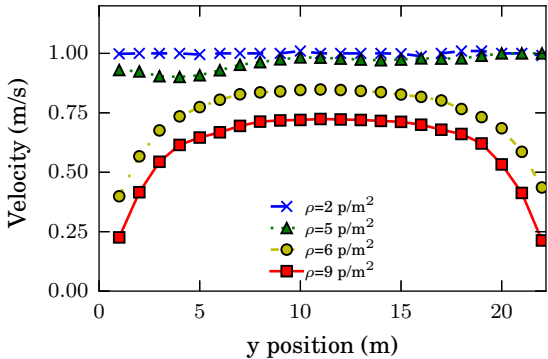 1.00
0.75
0.50
0.25
0.00
Velocity (m/s)
ρ=2 p/m²
ρ=5 p/m²
ρ=6 p/m²
ρ=9 p/m²
0 5 10 15 20
y position (m)